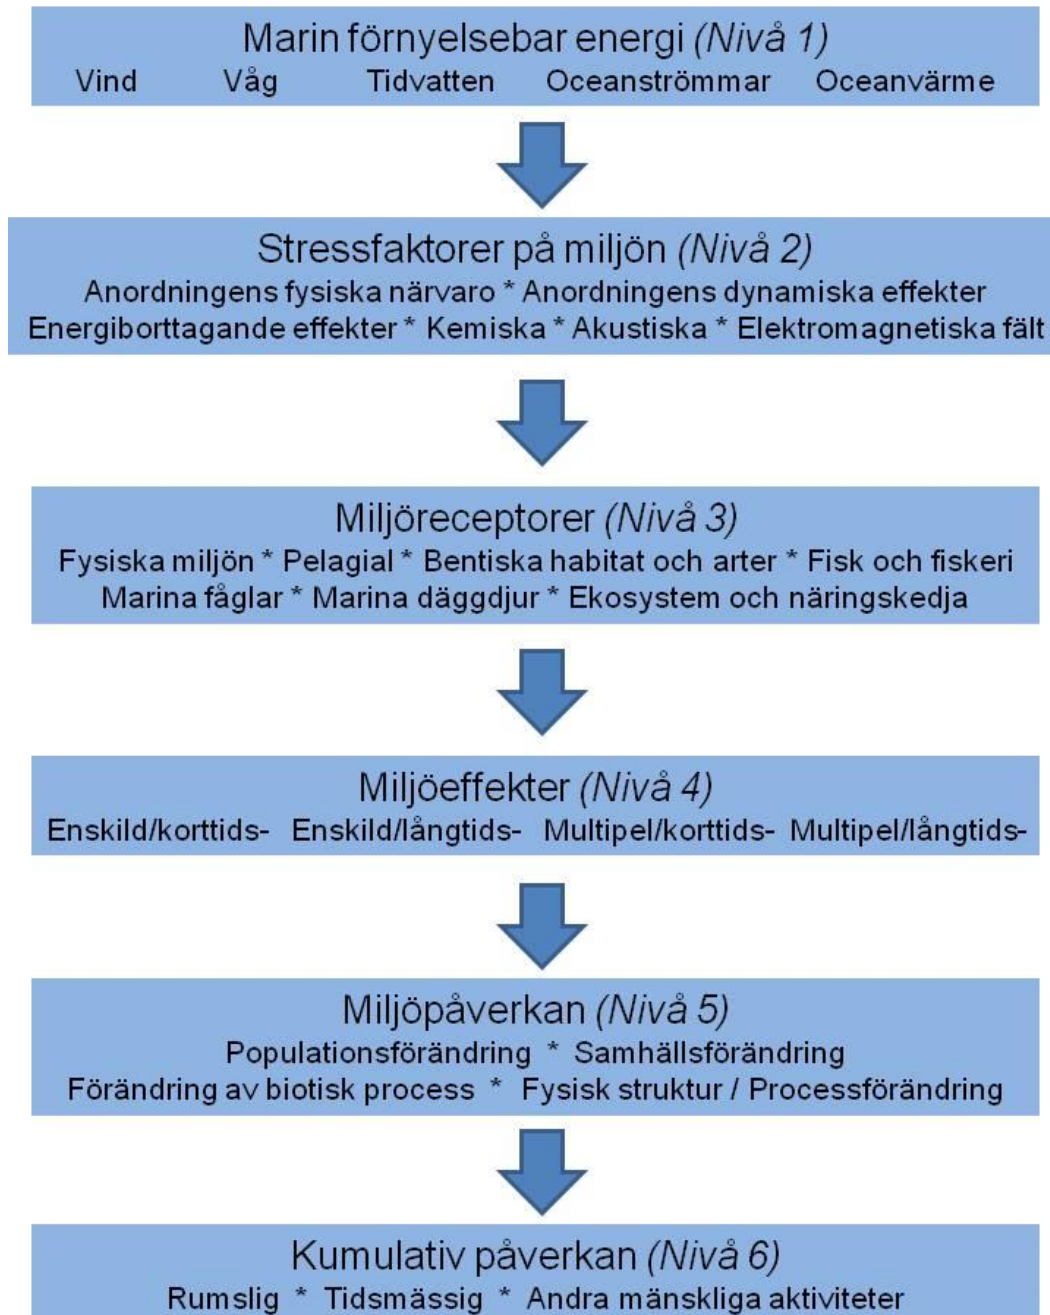 Marin förnyelsebar energi (Nivå 1)
Vind Våg Tidvatten Oceanströmmar Oceanvärme
Stressfaktorer på miljön (Nivå 2)
Anordningens fysiska närvaro * Anordningens dynamiska effekter
Energiborttagande effekter * Kemiska * Akustiska * Elektromagnetiska fält
Miljöreceptorer (Nivå 3)
Fysiska miljön * Pelagial * Bentiska habitat och arter * Fisk och fiskeri
Marina fåglar * Marina däggdjur * Ekosystem och näringskedja
Miljöeffekter (Nivå 4)
Enskild/korttids- Enskild/långtids- Multipel/korttids- Multipel/långtids-
Miljöpåverkan (Nivå 5)
Populationsförändring * Samhällsförändring
Förändring av biotisk process * Fysisk struktur / Processförändring
Kumulativ påverkan (Nivå 6)
Rumslig * Tidsmässig * Andra mänskliga aktiviteter